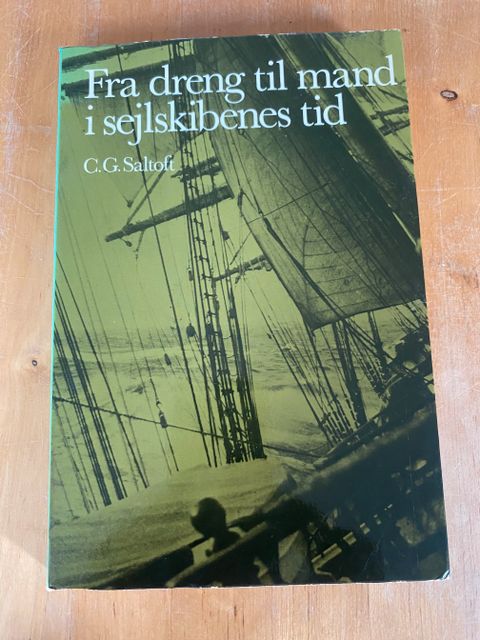 Fra dreng til mand
i sejlskibenes tid
C.G. Saltoft